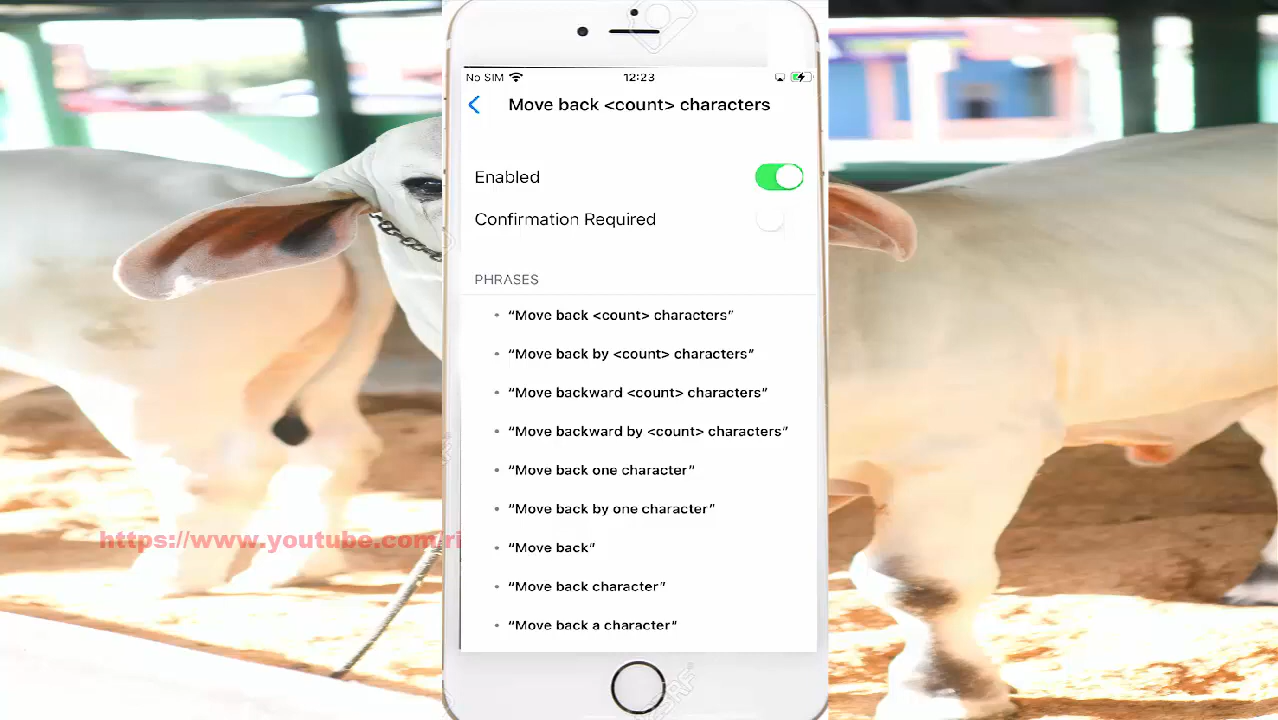 No SIM 12:23
Move back <count> characters
Enabled
Confirmation Required
PHRASES
• “Move back <count> characters”
• “Move back by <count> characters”
• “Move backward <count> characters”
• “Move backward by <count> characters”
• “Move back one character”
• “Move back by one character”
• “Move back”
• “Move back character”
• “Move back a character”
https://www.youtube.com/ri